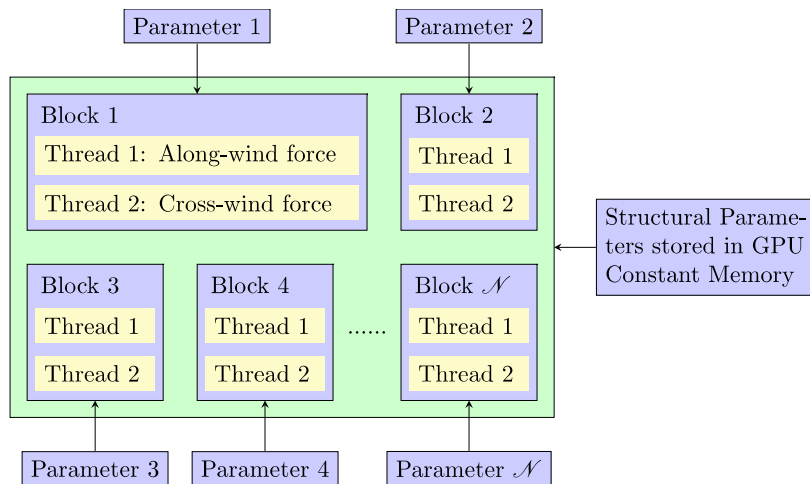 Parameter 1
Parameter 2
Block 1
Thread 1: Along-wind force
Thread 2: Cross-wind force
Block 2
Thread 1
Thread 2
Structural Parame-
ters stored in GPU
Constant Memory
Block 3
Thread 1
Thread 2
Block 4
Thread 1
Thread 2
......
Block 𝒩
Thread 1
Thread 2
Parameter 3
Parameter 4
Parameter 𝒩